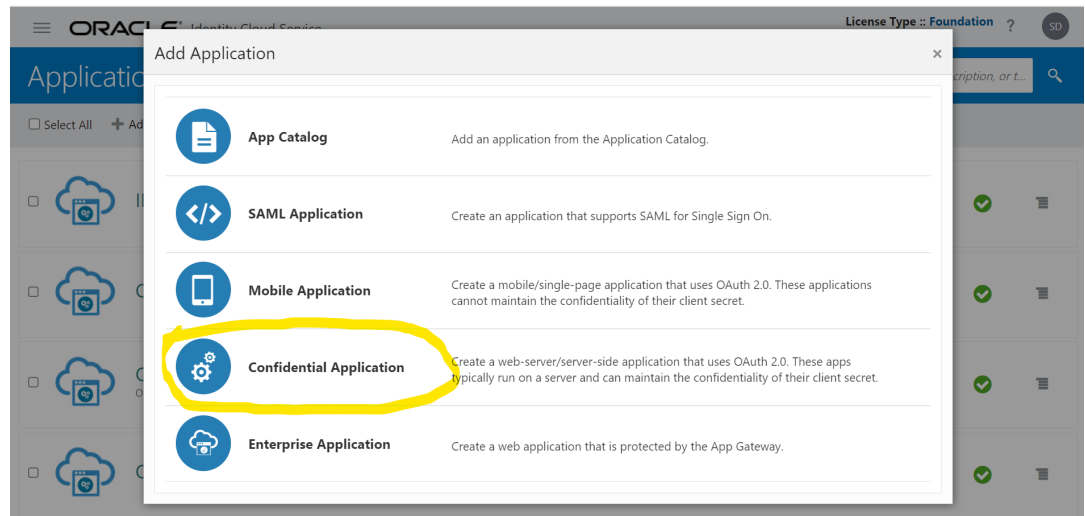 ORACLE Identity Cloud Service
License Type :: Foundation ?
SD
Add Application ×
Applicatio
cription, or t...
Select All
Ad
App Catalog
Add an application from the Application Catalog.
SAML Application
Create an application that supports SAML for Single Sign On.
Mobile Application
Create a mobile/single-page application that uses OAuth 2.0. These applications
cannot maintain the confidentiality of their client secret.
Confidential Application
Create a web-server/server-side application that uses OAuth 2.0. These apps
typically run on a server and can maintain the confidentiality of their client secret.
Enterprise Application
Create a web application that is protected by the App Gateway.